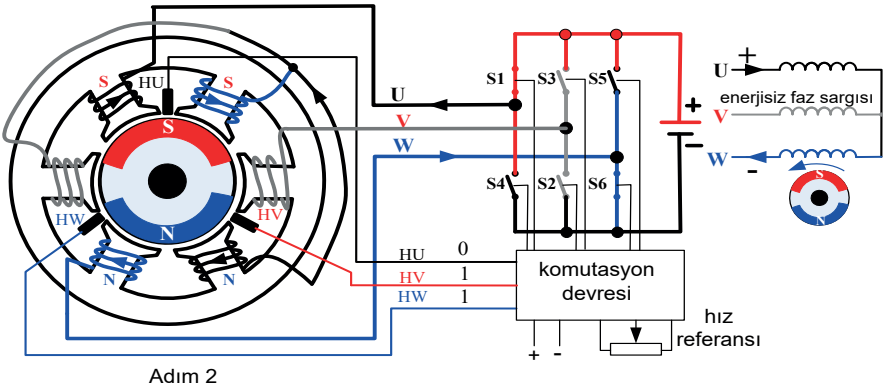 S
HU
S
S
HW
HV
N
N
N
U
V
W
S1
S3
S5
S4
S2
S6
+
-
HU 0
HV 1
HW 1
komutasyon
devresi
+ -
hız
referansı
+
U
enerjisiz faz sargısı
V
W
-
S
N
Adım 2